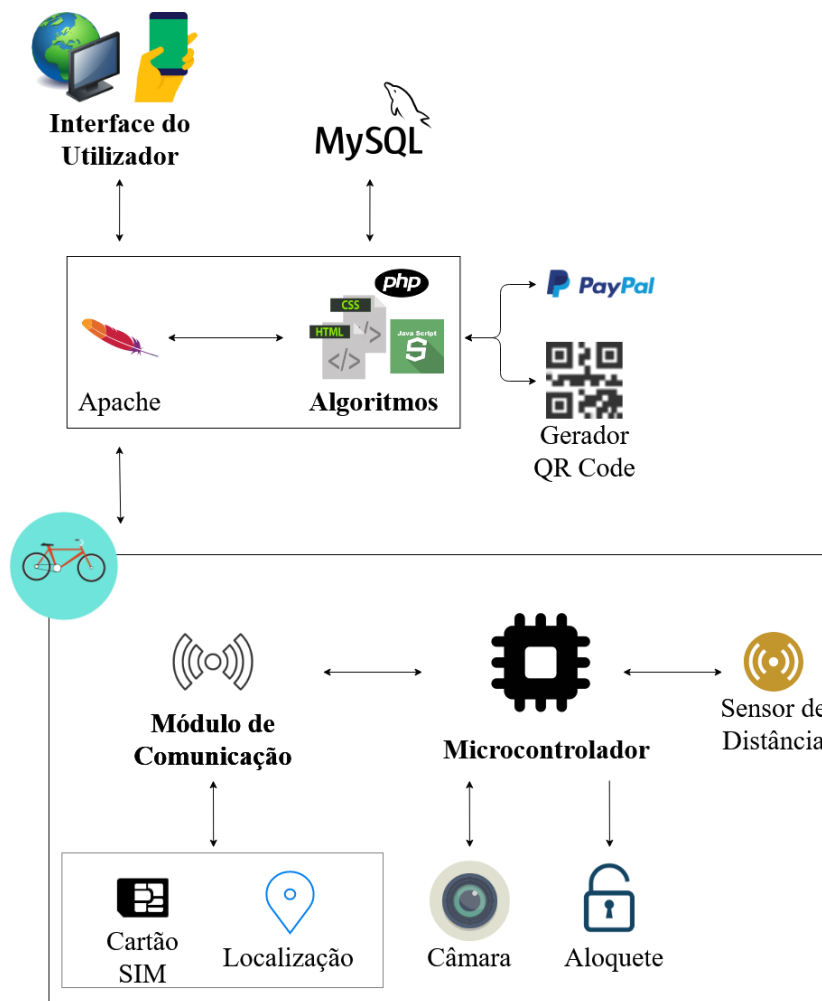 Interface do
Utilizador
MySQL
php
CSS
HTML
Java Script
PayPal
Apache
Algoritmos
Gerador
QR Code
Módulo de
Comunicação
Microcontrolador
Sensor de
Distância
Cartão
SIM
Localização
Câmara
Aloquete